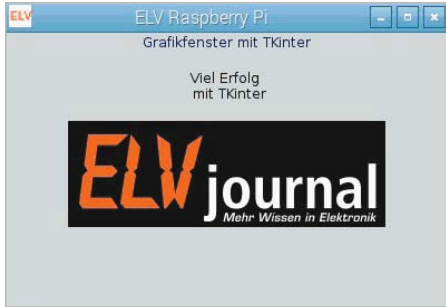 ELV
ELV Raspberry Pi
Grafikfenster mit TKinter
Viel Erfolg
mit TKinter
ELV journal
Mehr Wissen in Elektronik